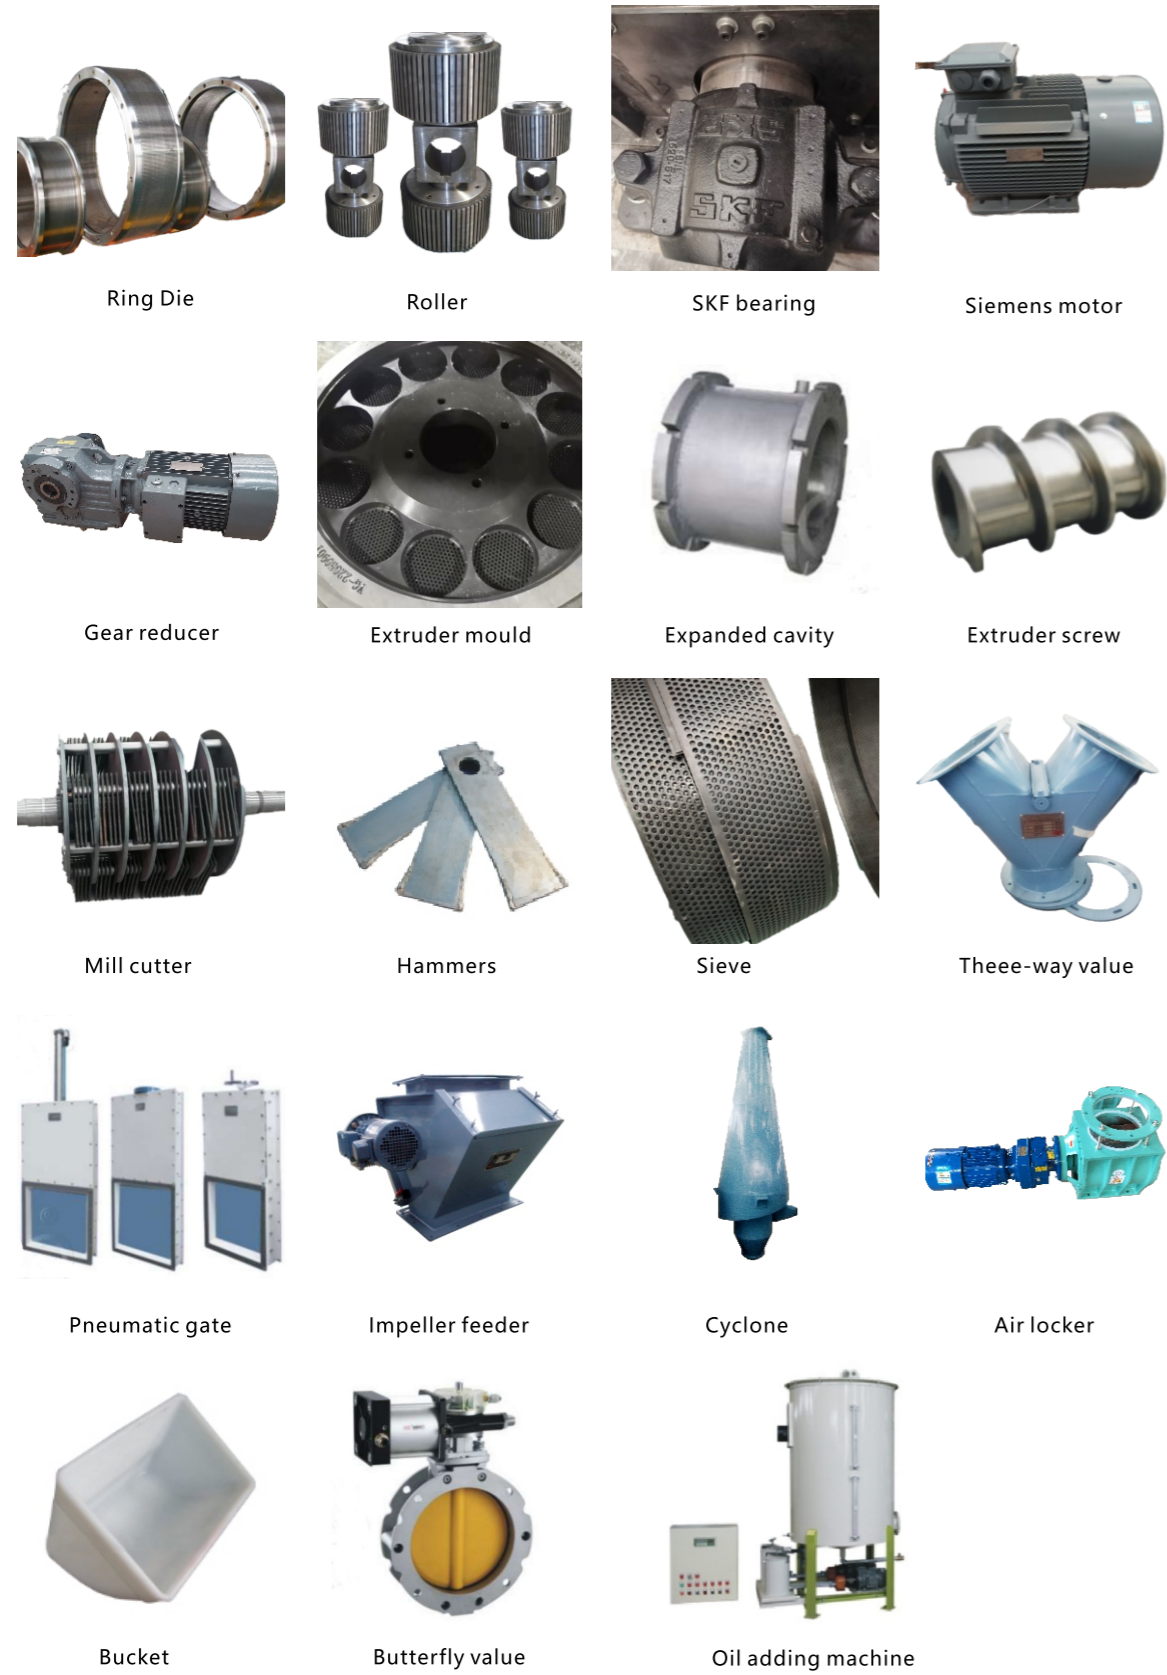 SKF
Ring Die
Roller
SKF bearing
Siemens motor
Gear reducer
Extruder mould
Expanded cavity
Extruder screw
Mill cutter
Hammers
Sieve
Theee-way value
Pneumatic gate
Impeller feeder
Cyclone
Air locker
Bucket
Butterfly value
Oil adding machine